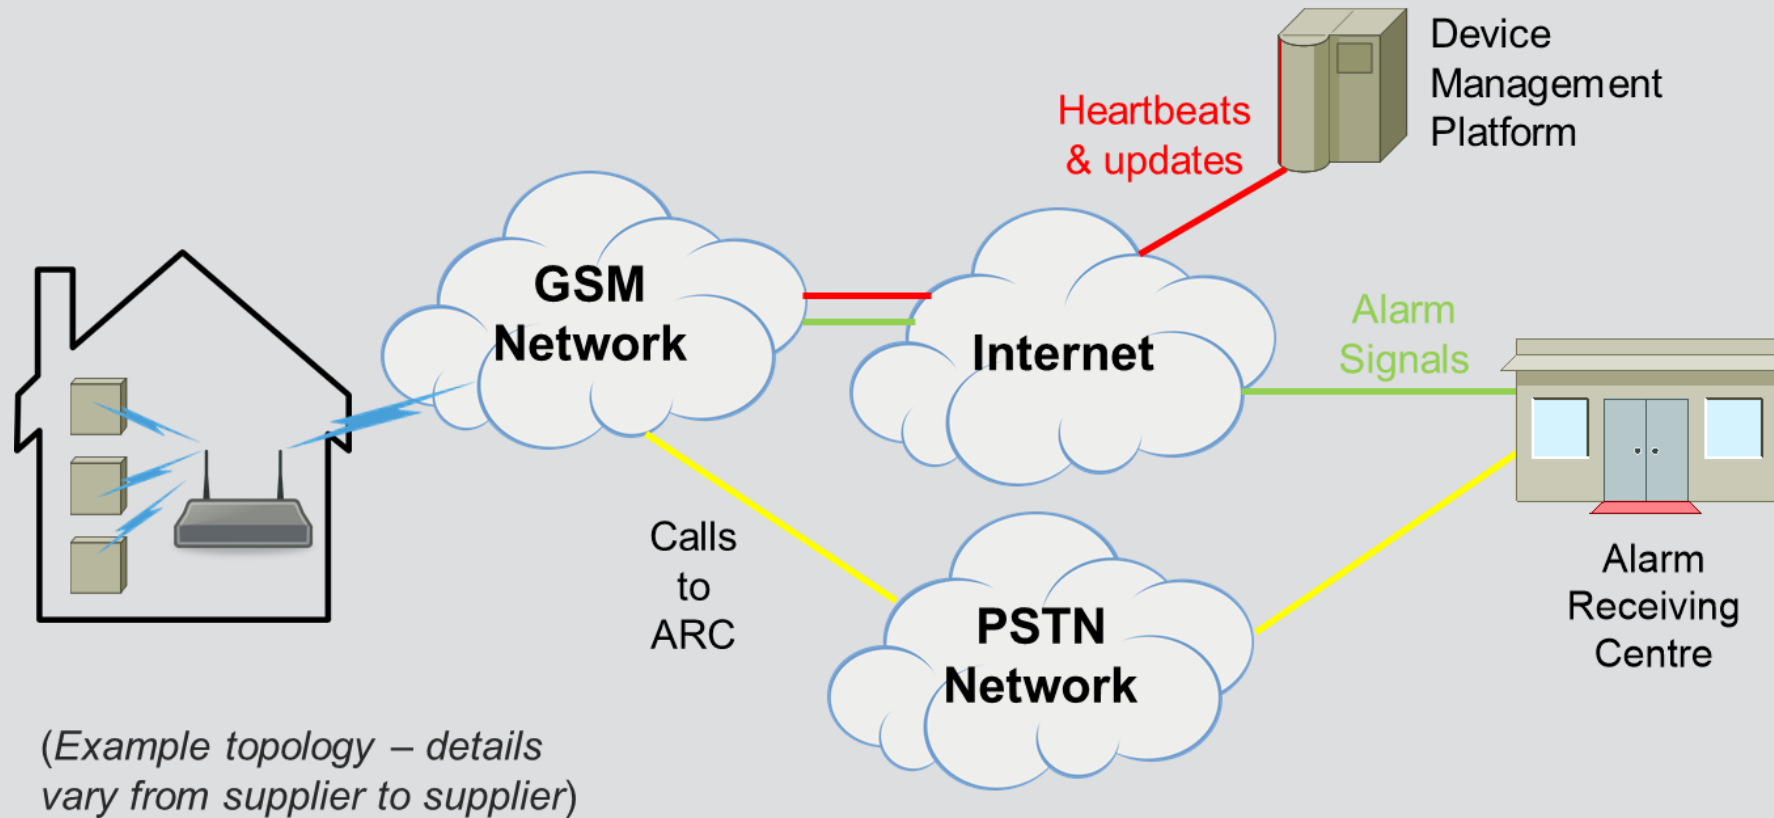 Device
Management
Platform
Heartbeats
& updates
GSM
Network
Internet
Alarm
Signals
Calls
to
ARC
PSTN
Network
Alarm
Receiving
Centre
(Example topology – details
vary from supplier to supplier)